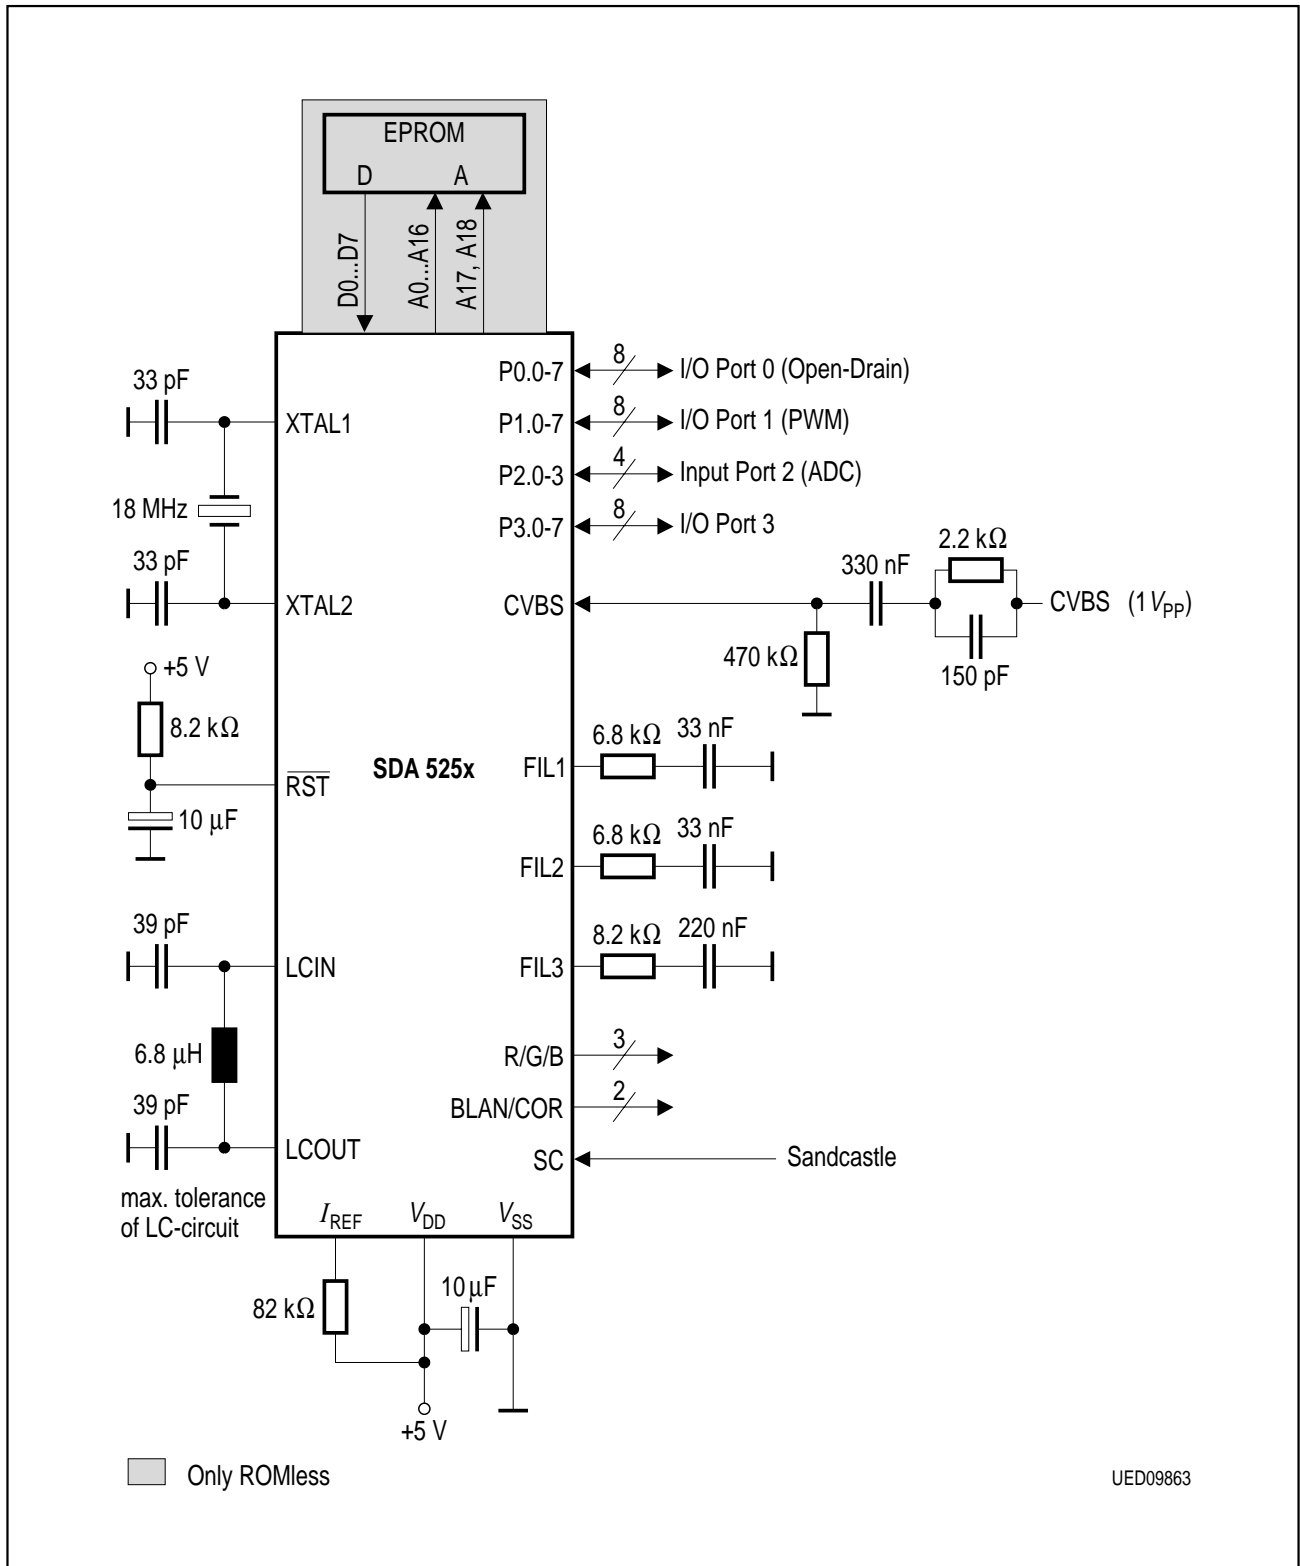 EPROM
D A
D0...D7
A0...A16
A17, A18
P0.0-7 8 I/O Port 0 (Open-Drain)
33 pF
XTAL1
P1.0-7 8 I/O Port 1 (PWM)
P2.0-3 4 Input Port 2 (ADC)
18 MHz
P3.0-7 8 I/O Port 3
33 pF
XTAL2
330 nF
2.2 kΩ
CVBS
CVBS (1 VPP)
470 kΩ
150 pF
+5 V
8.2 kΩ
RST
10 μF
SDA 525x
FIL1
6.8 kΩ 33 nF
FIL2
6.8 kΩ 33 nF
39 pF
LCIN
FIL3
8.2 kΩ 220 nF
6.8 μH
R/G/B 3
39 pF
BLAN/COR 2
LCOUT
SC Sandcastle
max. tolerance
of LC-circuit
IREF VDD VSS
82 kΩ
10 μF
+5 V
Only ROMless
UED09863